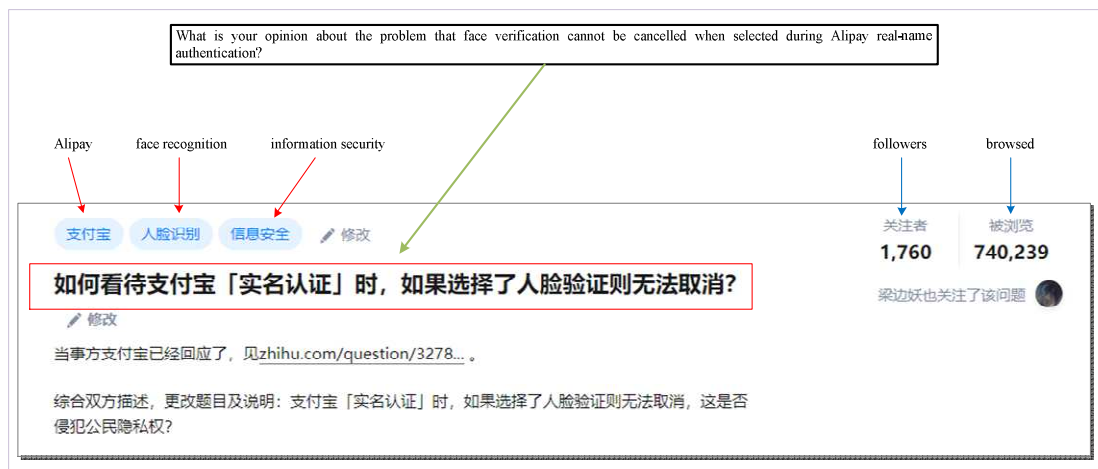 What is your opinion about the problem that face verification cannot be cancelled when selected during Alipay real-name
authentication?
Alipay face recognition information security followers browsed
支付宝 人脸识别 信息安全 修改 关注者 被浏览
1,760 740,239
如何看待支付宝「实名认证」时，如果选择了人脸验证则无法取消？
梁边妖也关注了该问题
修改
当事方支付宝已经回应了，见zhihu.com/question/3278... 。
综合双方描述，更改题目及说明：支付宝「实名认证」时，如果选择了人脸验证则无法取消，这是否
侵犯公民隐私权？